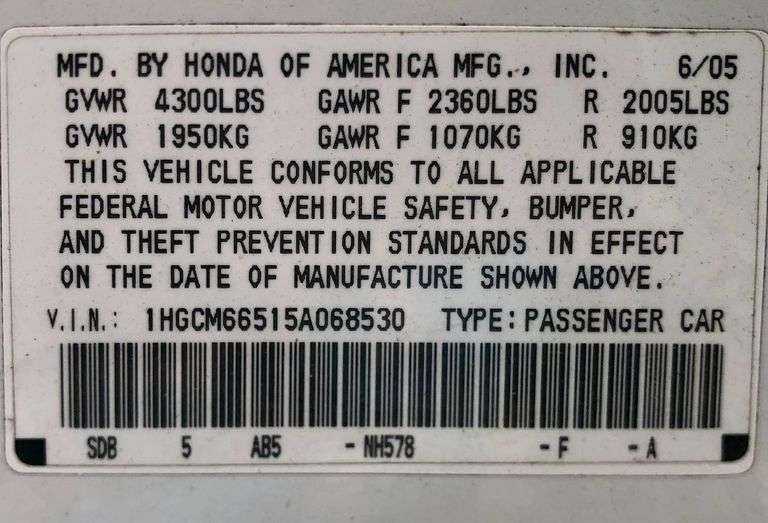 MFD. BY HONDA OF AMERICA MFG., INC. 6/05
GVWR 4300LBS GAWR F 2360LBS R 2005LBS
GVWR 1950KG GAWR F 1070KG R 910KG
THIS VEHICLE CONFORMS TO ALL APPLICABLE
FEDERAL MOTOR VEHICLE SAFETY, BUMPER,
AND THEFT PREVENTION STANDARDS IN EFFECT
ON THE DATE OF MANUFACTURE SHOWN ABOVE.
V.I.N.: 1HGCM66515A068530 TYPE: PASSENGER CAR
SDB 5 AB5 - NH578 - F - A